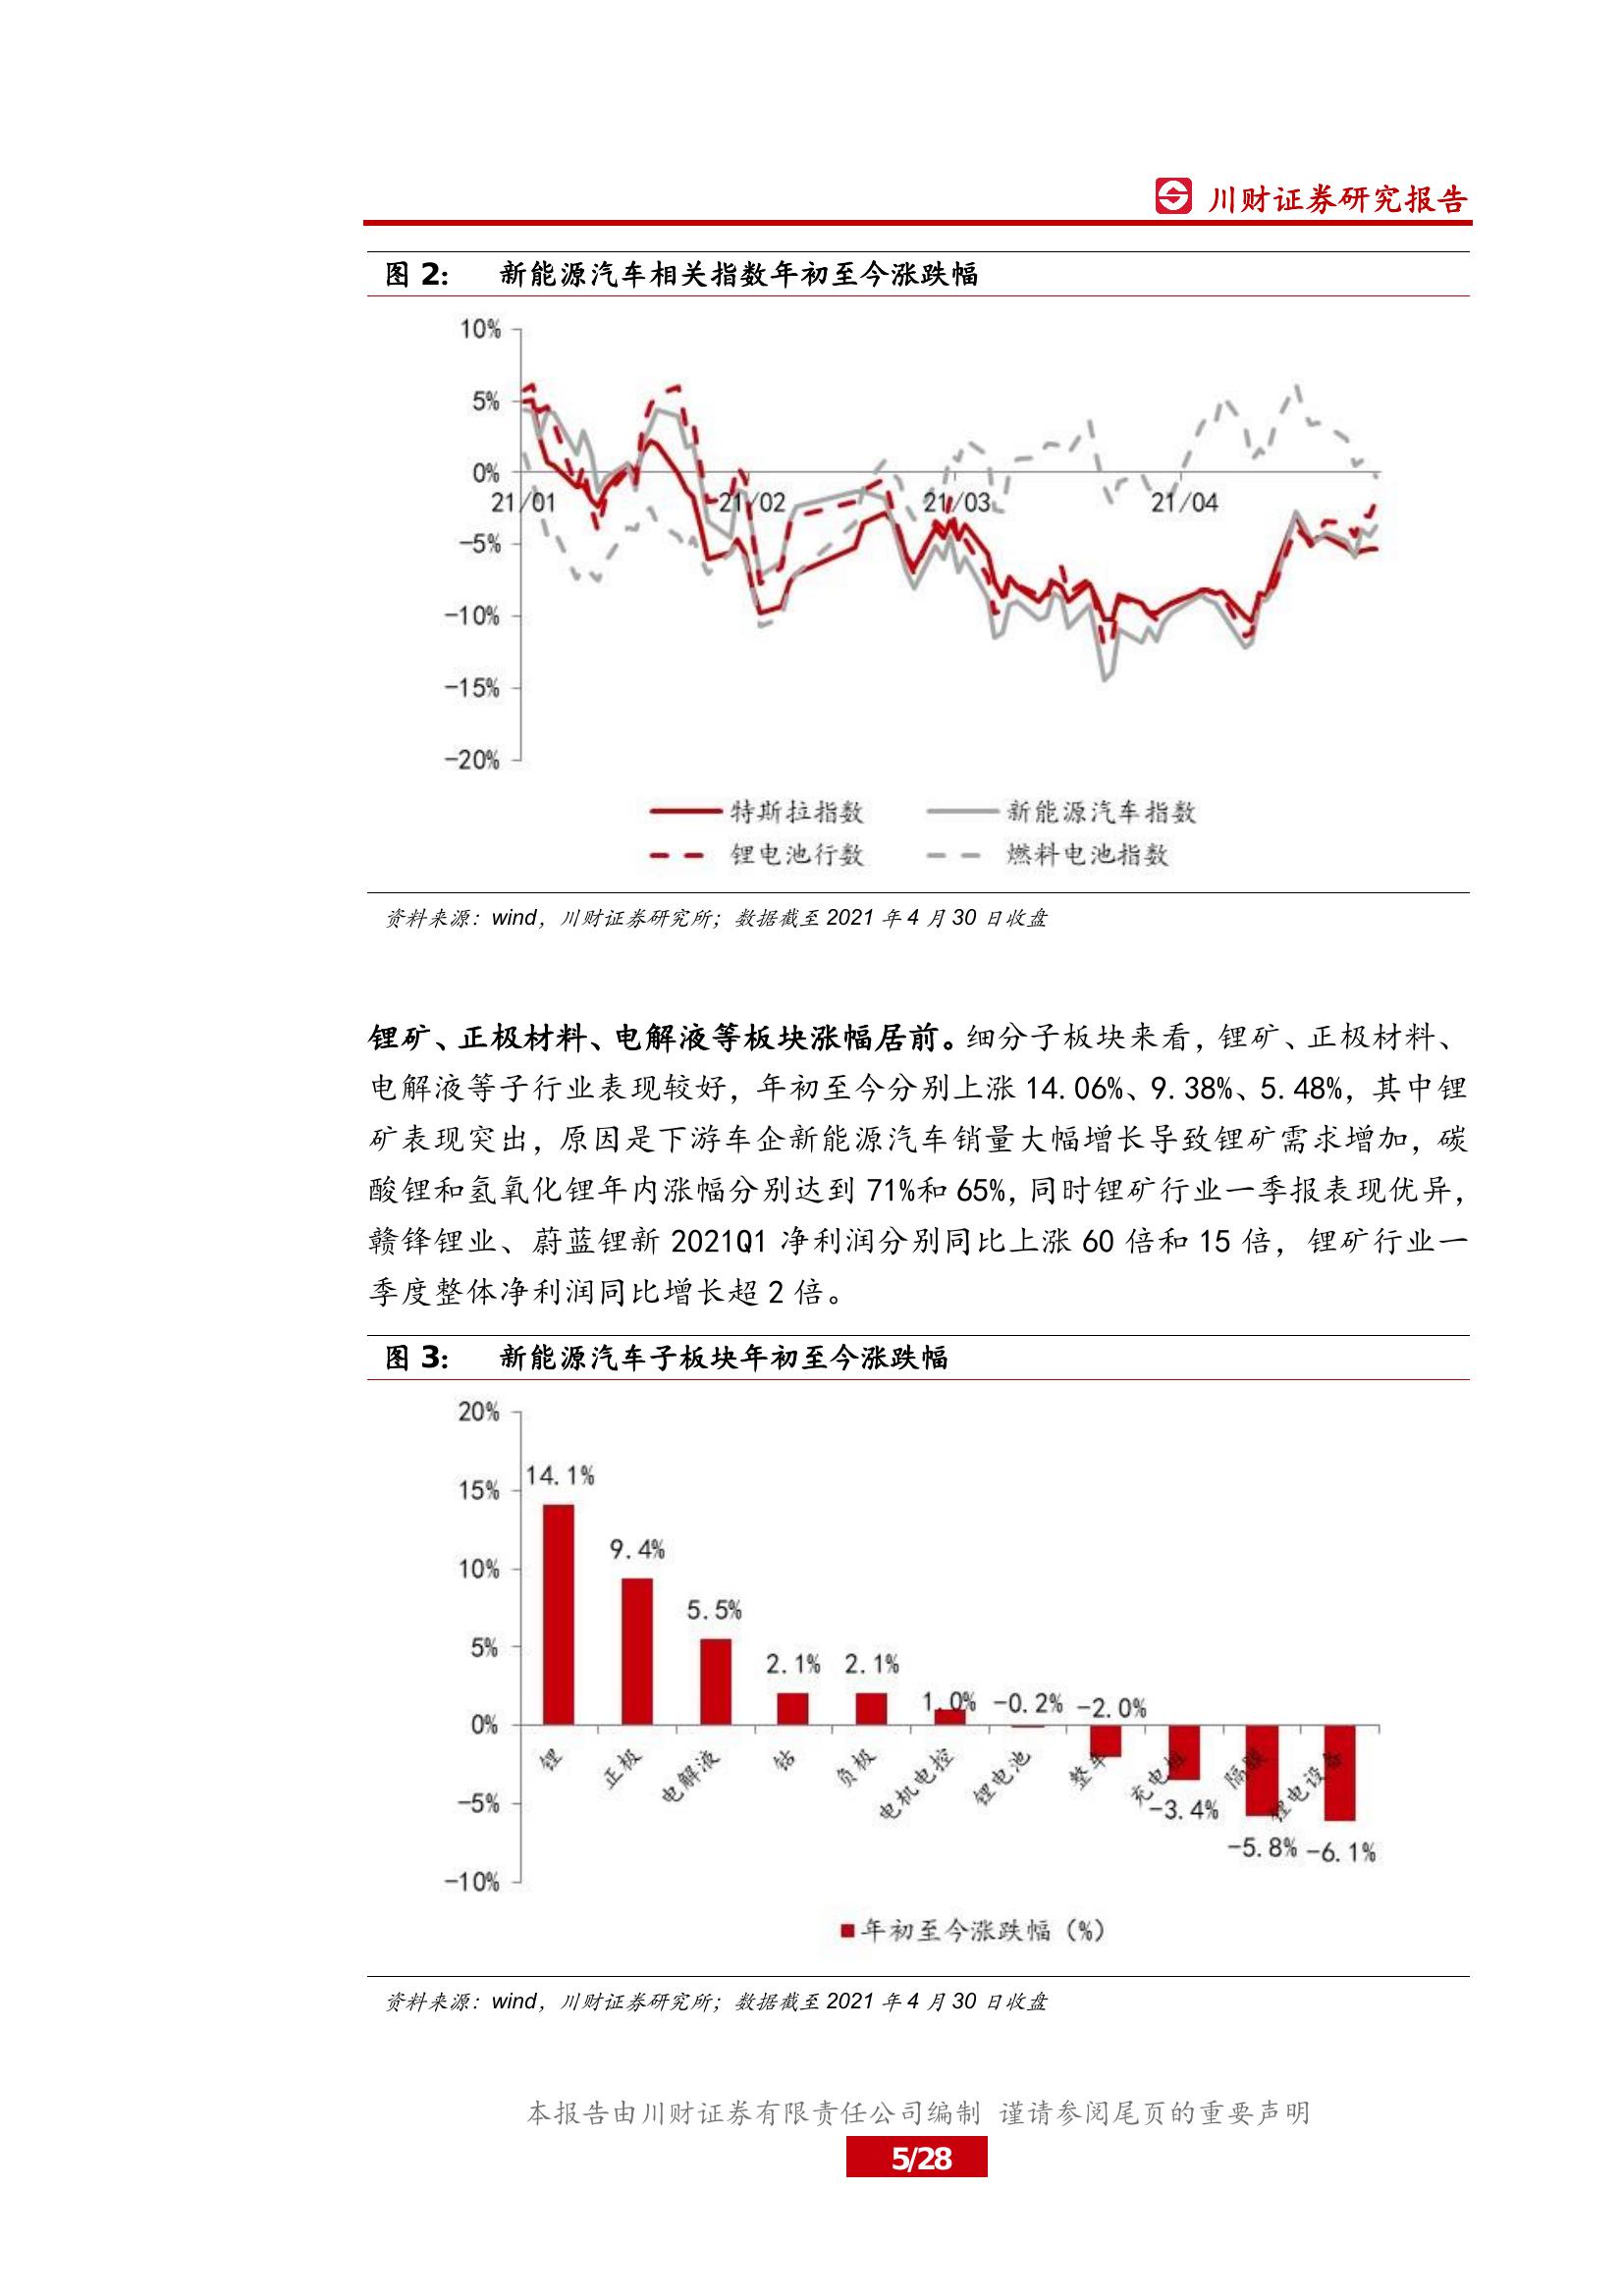 川财证券研究报告
图 2： 新能源汽车相关指数年初至今涨跌幅
10%
5%
0%
21/01 21/02 21/03 21/04
-5%
-10%
-15%
-20%
特斯拉指数 新能源汽车指数
锂电池行数 燃料电池指数
资料来源：wind，川财证券研究所；数据截至 2021 年 4 月 30 日收盘
锂矿、正极材料、电解液等板块涨幅居前。细分子板块来看，锂矿、正极材料、
电解液等子行业表现较好，年初至今分别上涨 14.06%、9.38%、5.48%，其中锂
矿表现突出，原因是下游车企新能源汽车销量大幅增长导致锂矿需求增加，碳
酸锂和氢氧化锂年内涨幅分别达到 71%和 65%，同时锂矿行业一季报表现优异，
赣锋锂业、蔚蓝锂新 2021Q1 净利润分别同比上涨 60 倍和 15 倍，锂矿行业一
季度整体净利润同比增长超 2 倍。
图 3： 新能源汽车子板块年初至今涨跌幅
20%
15%
10%
5%
0%
-5%
-10%
14.1% 9.4% 5.5% 2.1% 2.1% 1.0% -0.2% -2.0% -3.4% -5.8% -6.1%
锂 正极 电解液 钴 负极 电机电控 锂电池 整车 充电桩 隔膜 锂电设备
年初至今涨跌幅（%）
资料来源：wind，川财证券研究所；数据截至 2021 年 4 月 30 日收盘
本报告由川财证券有限责任公司编制 谨请参阅尾页的重要声明
5/28